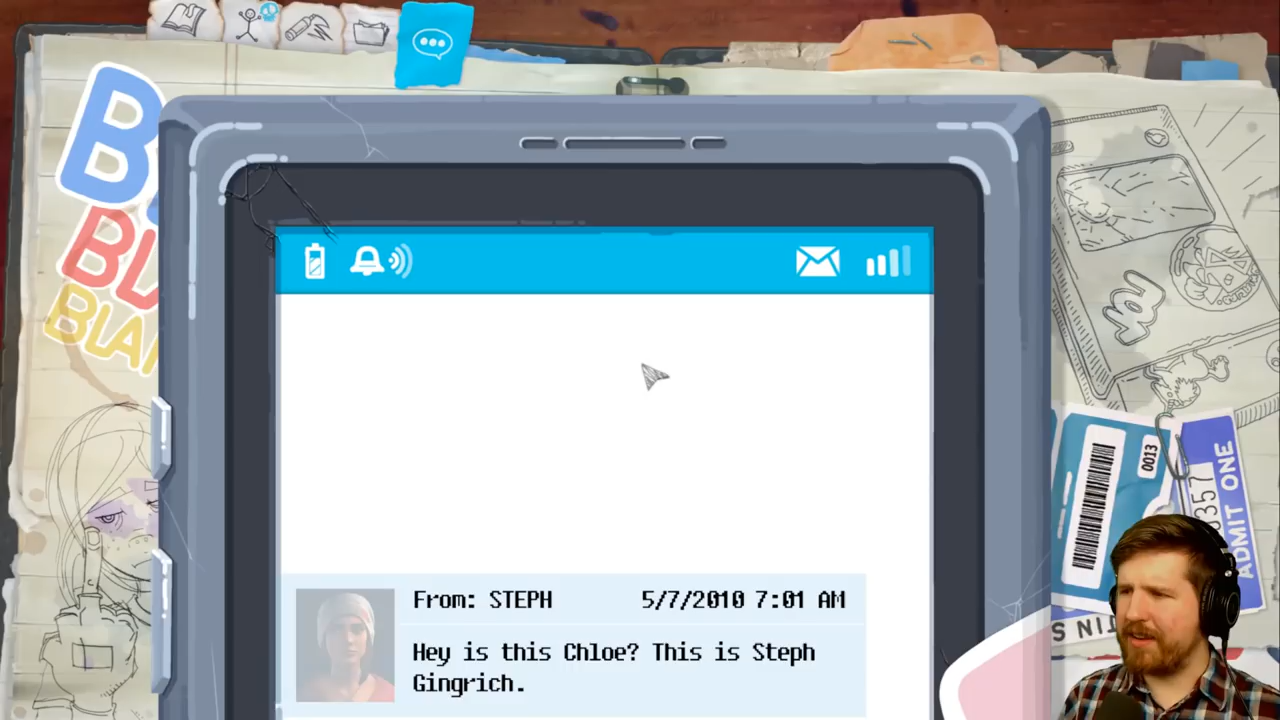 From: STEPH 5/7/2010 7:01 AM
Hey is this Chloe? This is Steph
Gingrich.
0013
0357
ADMIT ONE